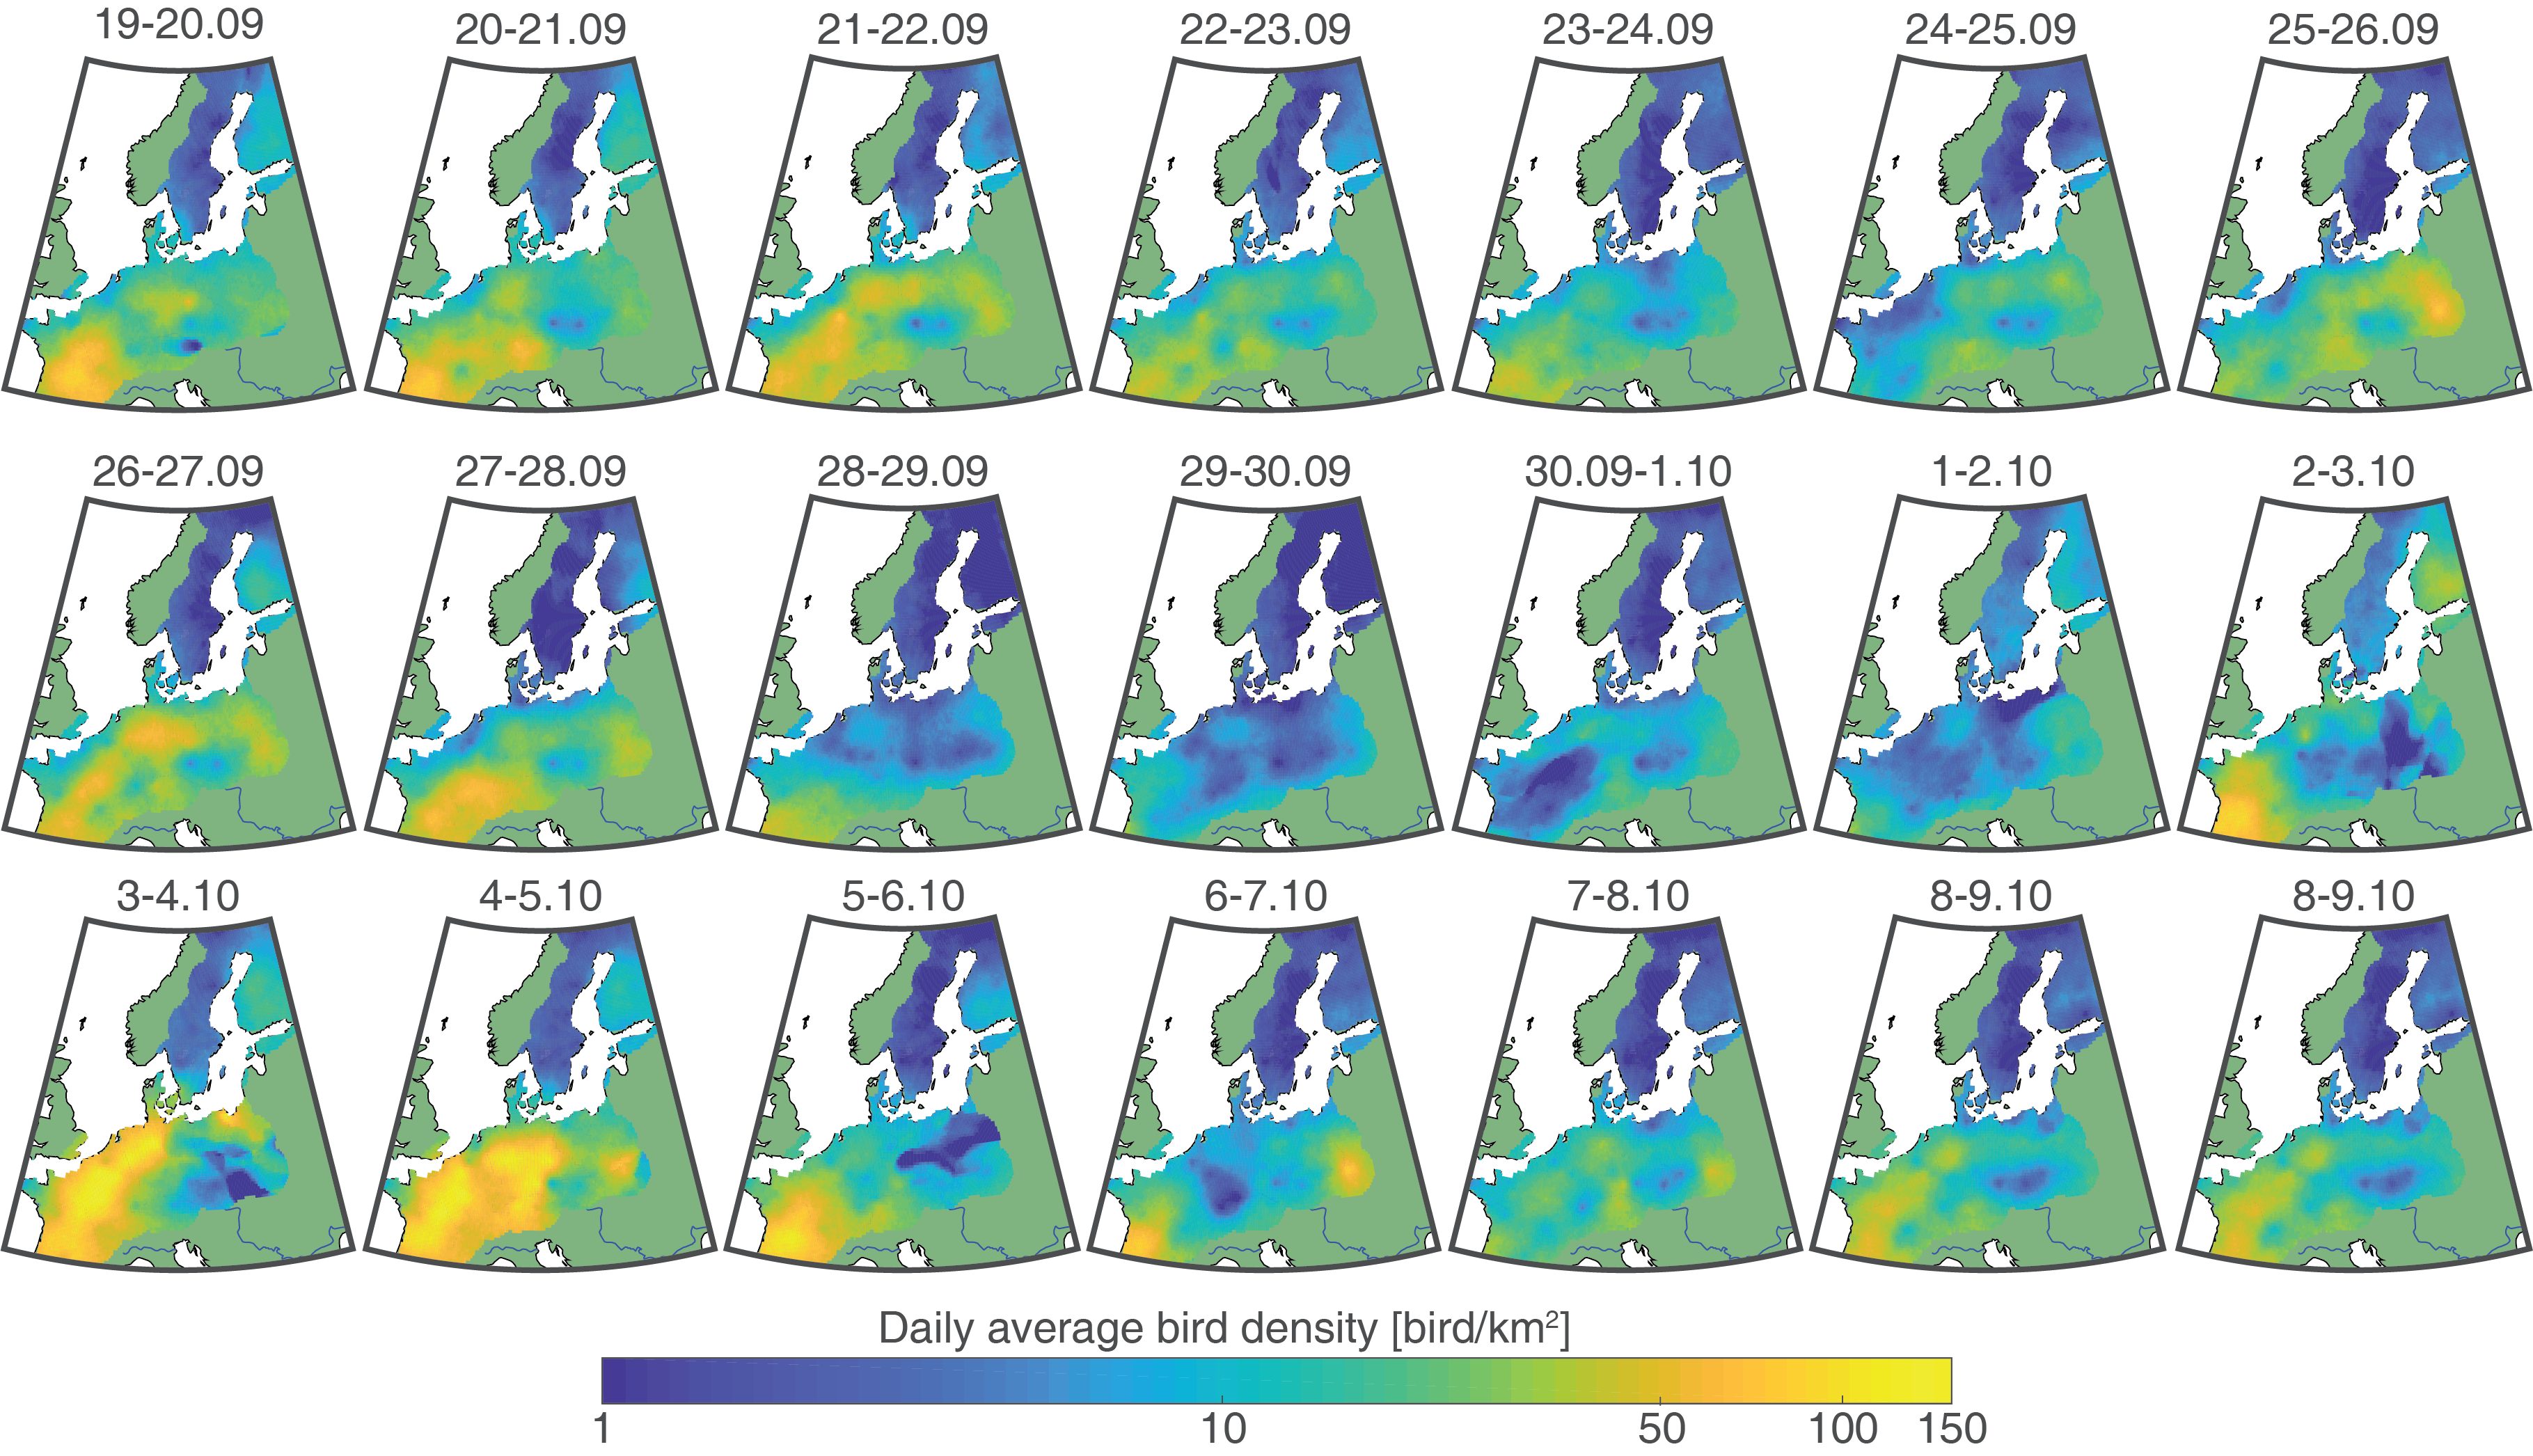 19-20.09 20-21.09 21-22.09 22-23.09 23-24.09 24-25.09 25-26.09
26-27.09 27-28.09 28-29.09 29-30.09 30.09-1.10 1-2.10 2-3.10
3-4.10 4-5.10 5-6.10 6-7.10 7-8.10 8-9.10 8-9.10
Daily average bird density [bird/km²]
1 10 50 100 150